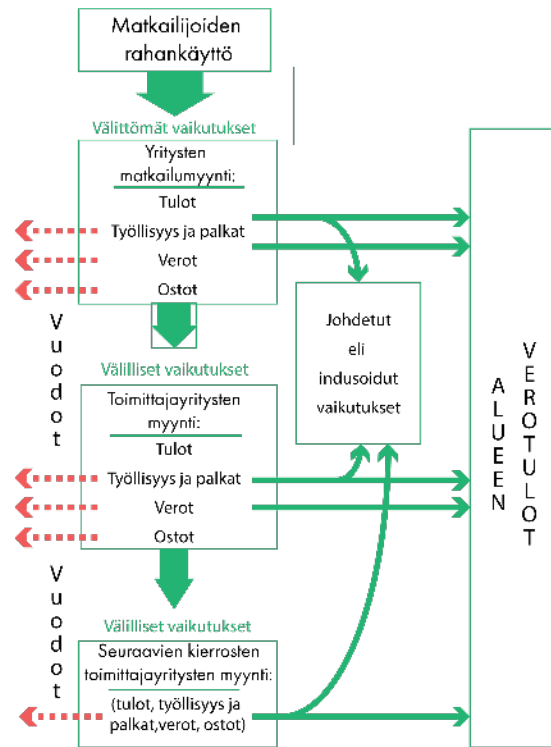 Matkailijoiden
rahankäyttö
Välittömät vaikutukset
Yritysten
matkailumyynti:
Tulot
Työllisyys ja palkat
Verot
Ostot
Vuodot
Välilliset vaikutukset
Toimittajayritysten
myynti:
Tulot
Työllisyys ja palkat
Verot
Ostot
Vuodot
Välilliset vaikutukset
Seuraavien kierrosten
toimittajayritysten myynti:
(tulot, työllisyys ja
palkat,verot, ostot)
Johdetut
eli
indusoidut
vaikutukset
ALUEEN
VEROTULOT